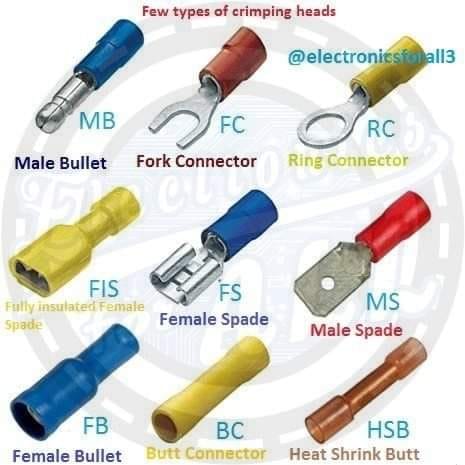 Few types of crimping heads
@electronicsforall3
MB
FC
RC
Male Bullet
Fork Connector
Ring Connector
FIS
FS
MS
Fully insulated Female
Spade
Female Spade
Male Spade
FB
BC
HSB
Female Bullet
Butt Connector
Heat Shrink Butt